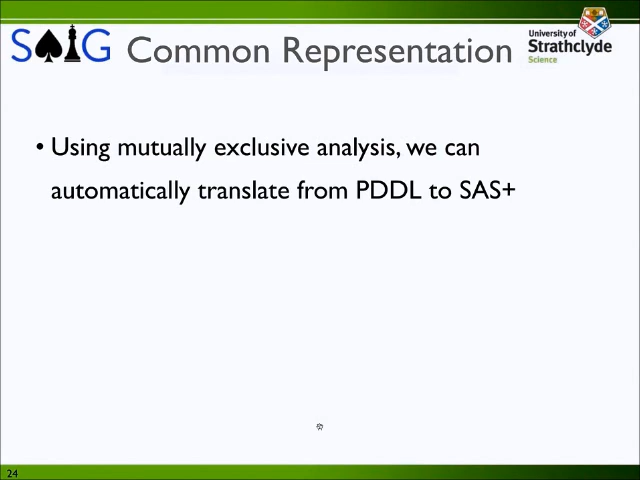 SAIG Common Representation
University of
Strathclyde
Science
• Using mutually exclusive analysis, we can
automatically translate from PDDL to SAS+
24